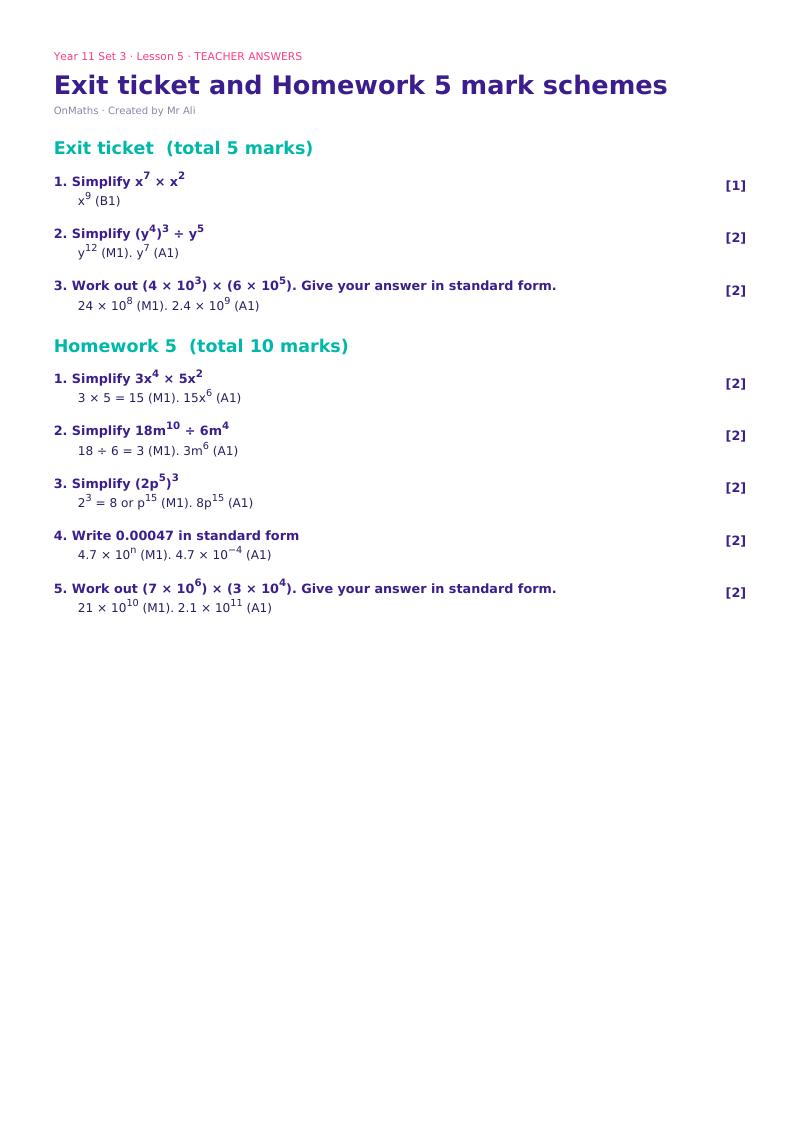 Year 11 Set 3 · Lesson 5 · TEACHER ANSWERS
Exit ticket and Homework 5 mark schemes
OnMaths · Created by Mr Ali
Exit ticket (total 5 marks)
1. Simplify x⁷ × x² [1]
x⁹ (B1)
2. Simplify (y⁴)³ ÷ y⁵ [2]
y¹² (M1). y⁷ (A1)
3. Work out (4 × 10³) × (6 × 10⁵). Give your answer in standard form. [2]
24 × 10⁸ (M1). 2.4 × 10⁹ (A1)
Homework 5 (total 10 marks)
1. Simplify 3x⁴ × 5x² [2]
3 × 5 = 15 (M1). 15x⁶ (A1)
2. Simplify 18m¹⁰ ÷ 6m⁴ [2]
18 ÷ 6 = 3 (M1). 3m⁶ (A1)
3. Simplify (2p⁵)³ [2]
2³ = 8 or p¹⁵ (M1). 8p¹⁵ (A1)
4. Write 0.00047 in standard form [2]
4.7 × 10ⁿ (M1). 4.7 × 10⁻⁴ (A1)
5. Work out (7 × 10⁶) × (3 × 10⁴). Give your answer in standard form. [2]
21 × 10¹⁰ (M1). 2.1 × 10¹¹ (A1)